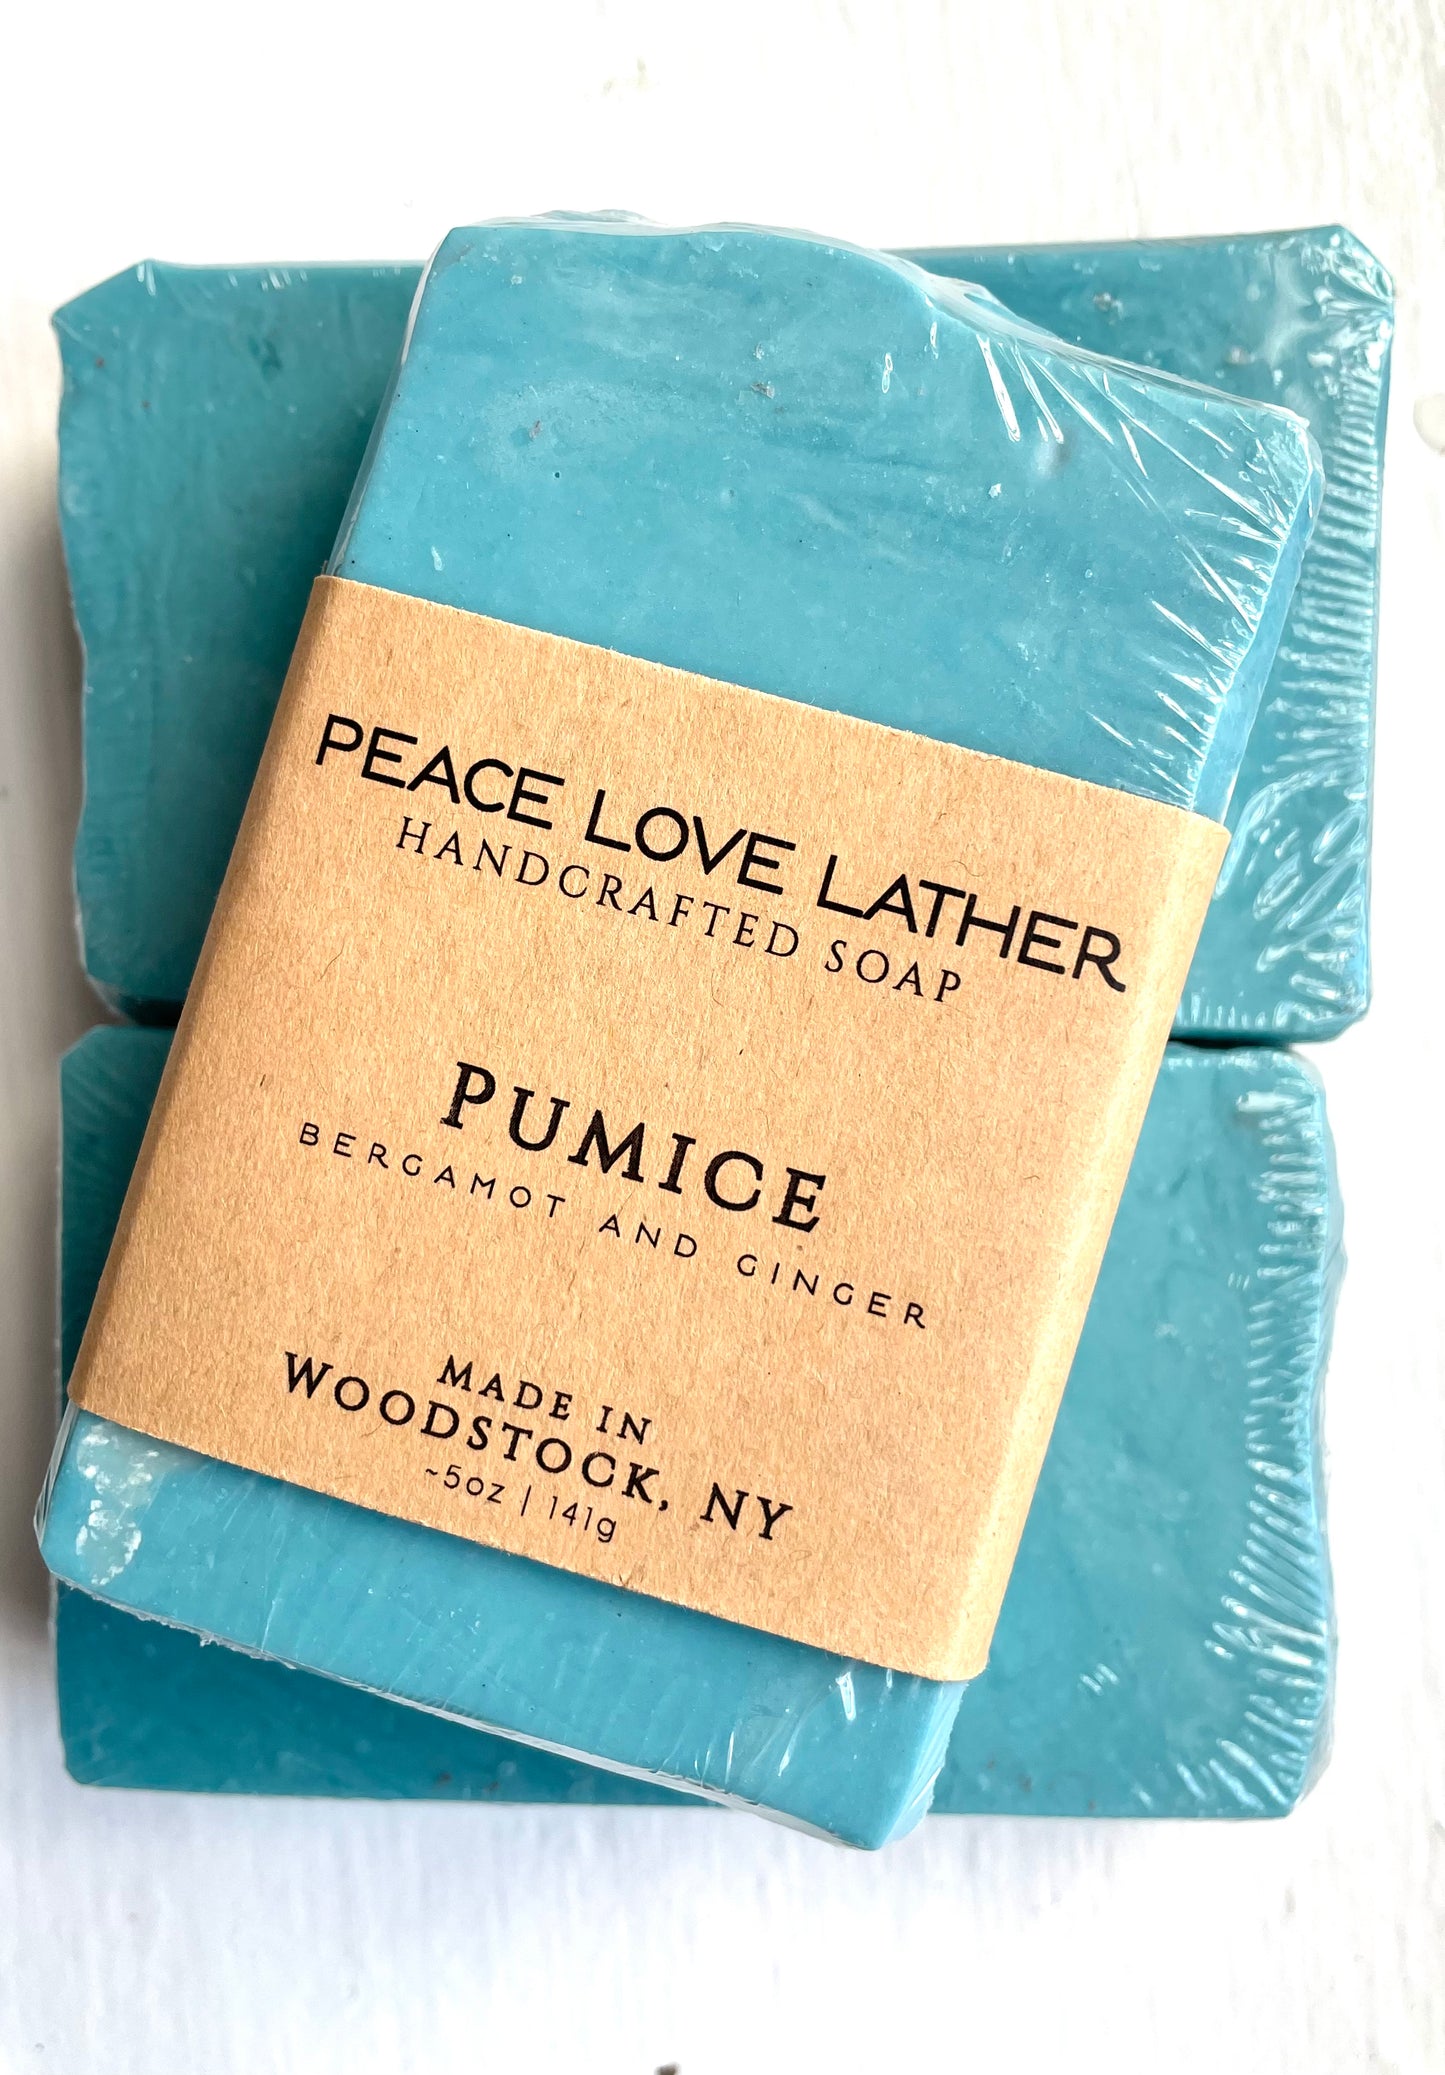 PEACE LOVE LATHER
HANDCRAFTED SOAP
PUMICE
BERGAMOT AND GINGER
MADE IN
WOODSTOCK, NY
~5oz | 141g